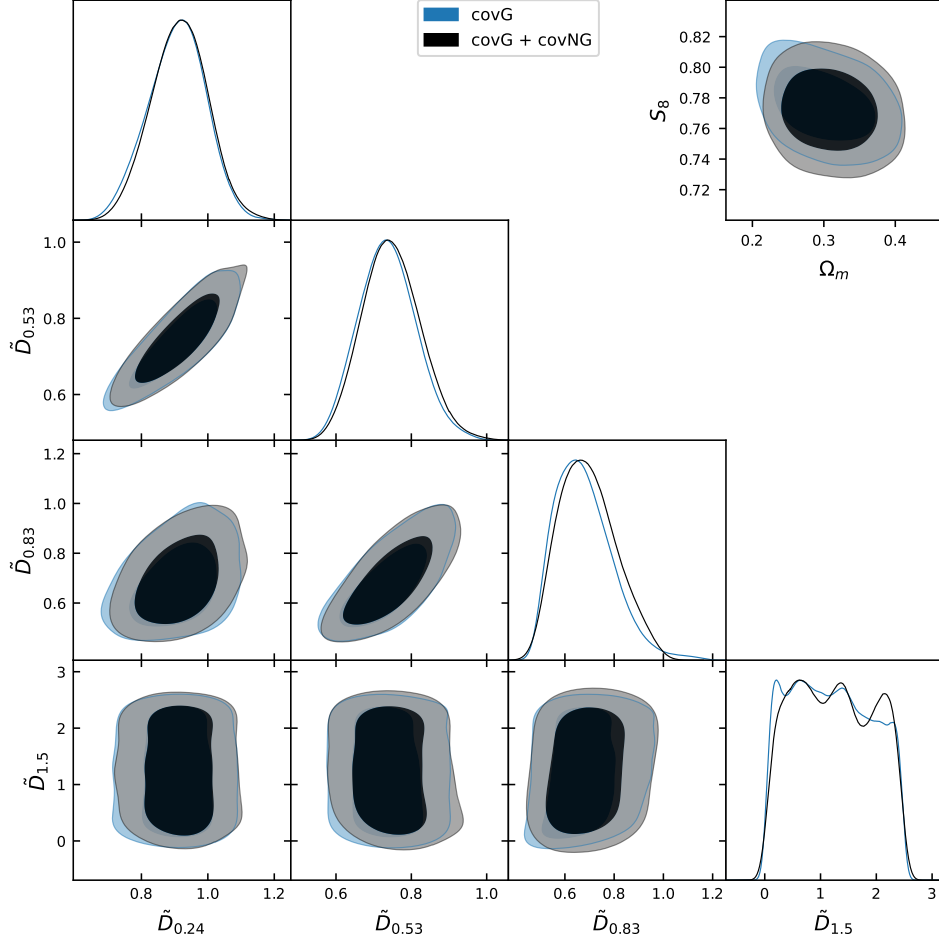 covG
covG + covNG
0.82
0.80
0.78
0.76
0.74
0.72
S₈
0.2 0.3 0.4
Ωₘ
1.0
0.8
0.6
D̃₀.₅₃
1.2
1.0
0.8
0.6
D̃₀.₈₃
3
2
1
0
D̃₁.₅
0.8 1.0 1.2
0.6 0.8 1.0
0.6 0.8 1.0 1.2
0 1 2 3
D̃₀.₂₄
D̃₀.₅₃
D̃₀.₈₃
D̃₁.₅